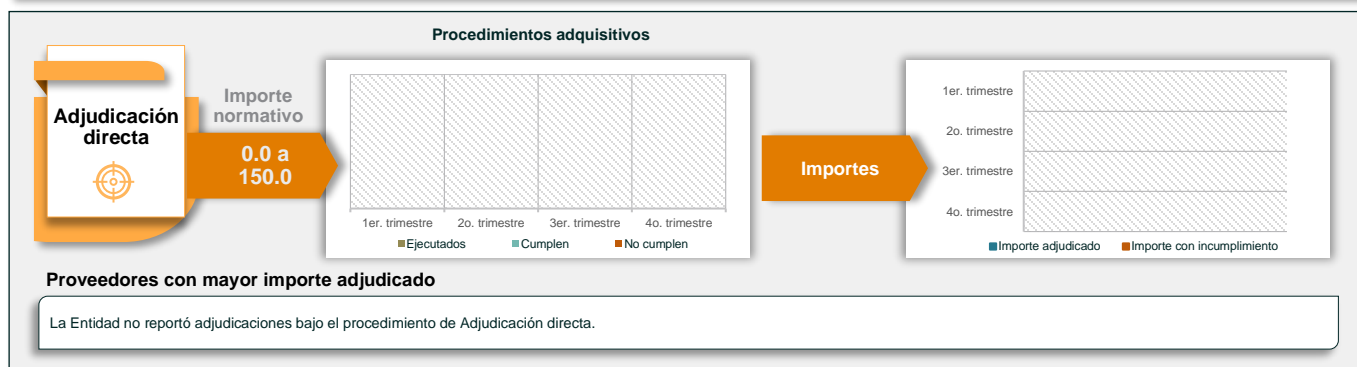 Procedimientos adquisitivos
Adjudicación
directa
Importe
normativo
0.0 a
150.0
1er. trimestre
2o. trimestre
3er. trimestre
4o. trimestre
Ejecutados
Cumplen
No cumplen
Importes
1er. trimestre
2o. trimestre
3er. trimestre
4o. trimestre
Importe adjudicado
Importe con incumplimiento
Proveedores con mayor importe adjudicado
La Entidad no reportó adjudicaciones bajo el procedimiento de Adjudicación directa.